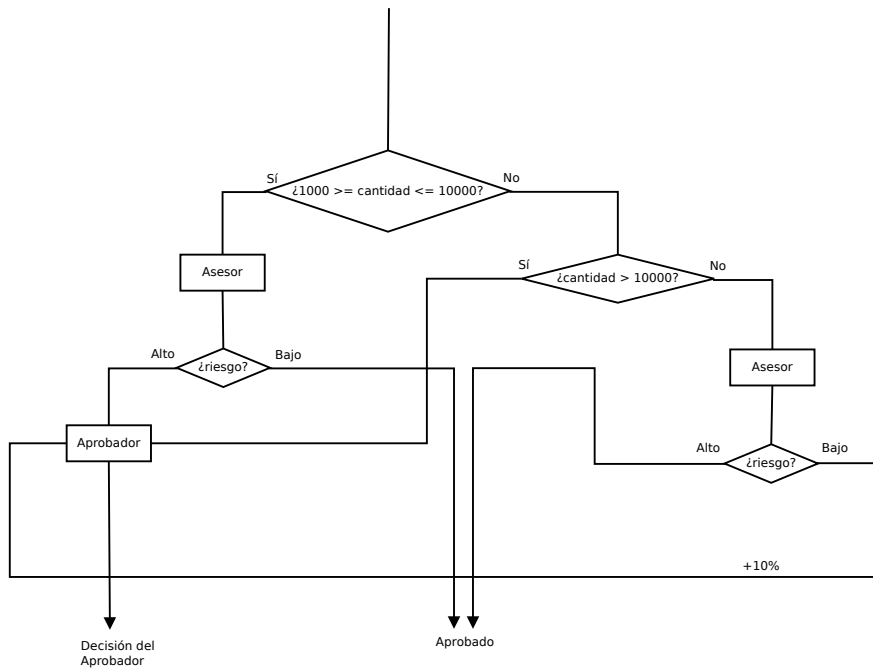 Sí
¿1000 >= cantidad <= 10000?
No
Asesor
Sí
¿cantidad > 10000?
No
Alto
¿riesgo?
Bajo
Asesor
Aprobador
Alto
¿riesgo?
Bajo
+10%
Decisión del
Aprobador
Aprobado